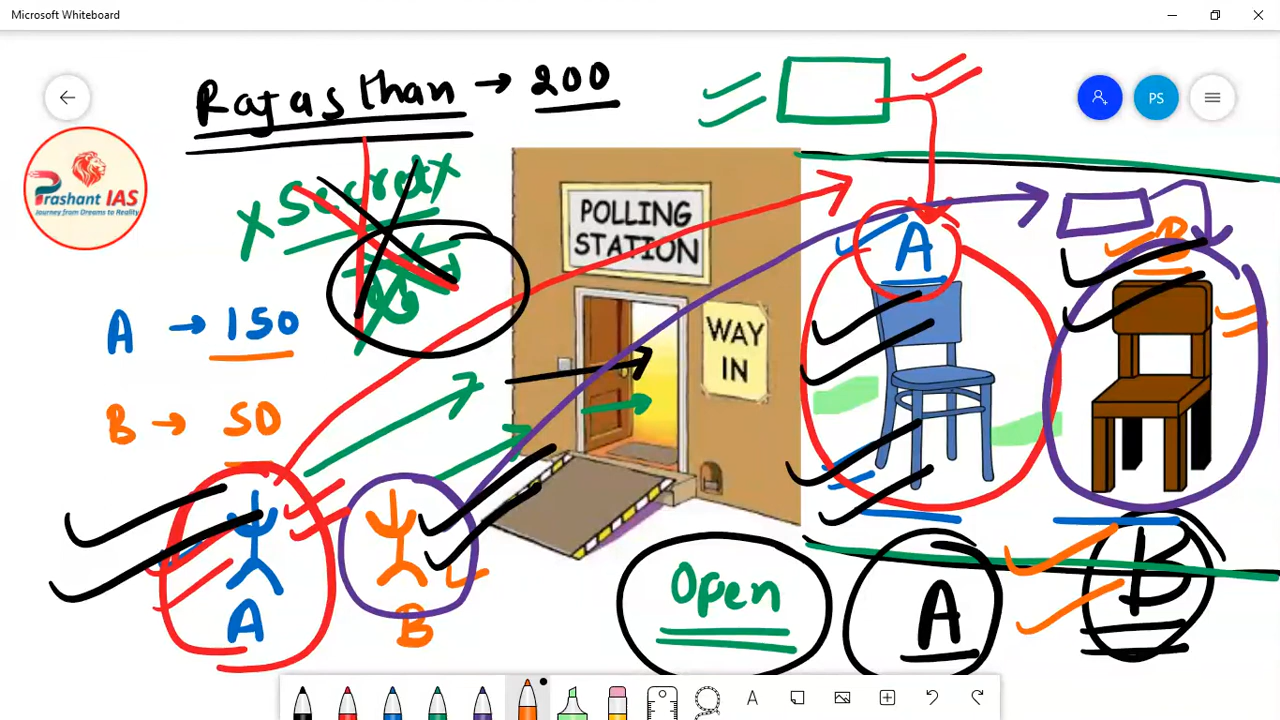 Microsoft Whiteboard
Rajasthan → 200
PS
Prashant IAS
Journey from Dreams to Reality
x Secret x
POLLING
STATION
WAY
IN
A
B
A → 150
B → 50
A
B
Open
A
B
A